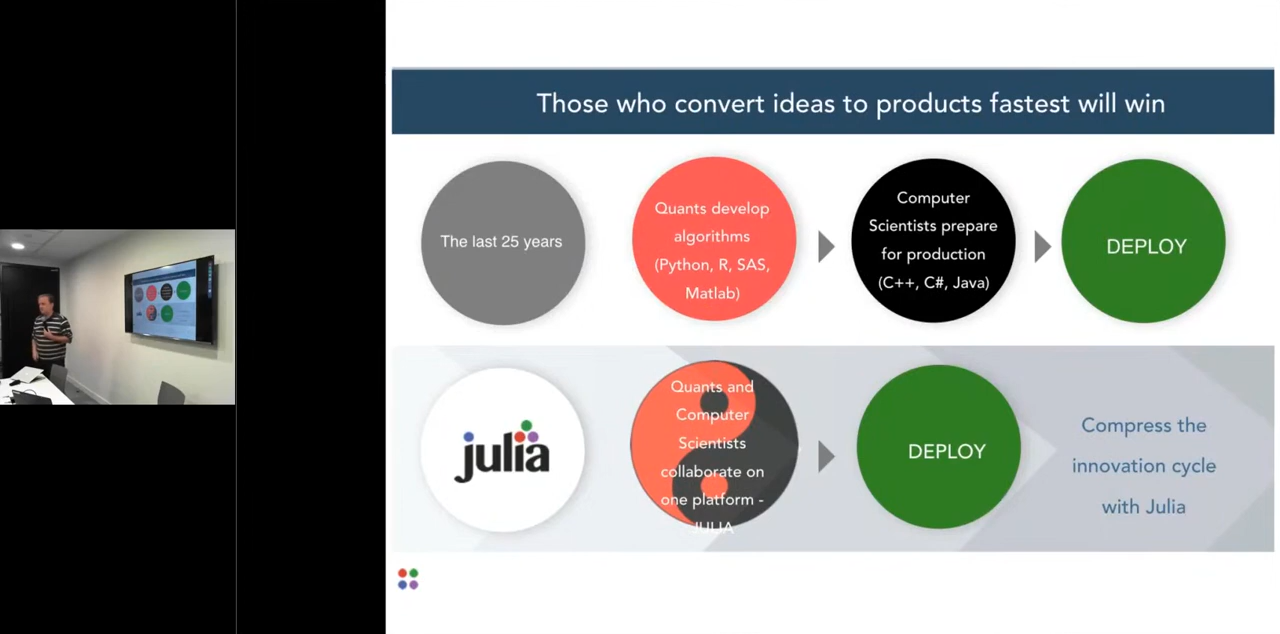 Those who convert ideas to products fastest will win
The last 25 years
Quants develop
algorithms
(Python, R, SAS,
Matlab)
Computer
Scientists prepare
for production
(C++, C#, Java)
DEPLOY
julia
Quants and
Computer
Scientists
collaborate on
one platform -
JULIA
DEPLOY
Compress the
innovation cycle
with Julia